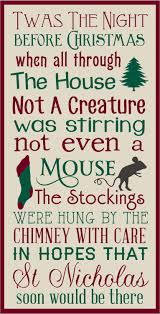 'Twas The Night
Before Christmas
when all through
The House
Not A Creature
was stirring
not even a
Mouse
The Stockings
were hung by the
chimney with care
in hopes that
St Nicholas
soon would be there